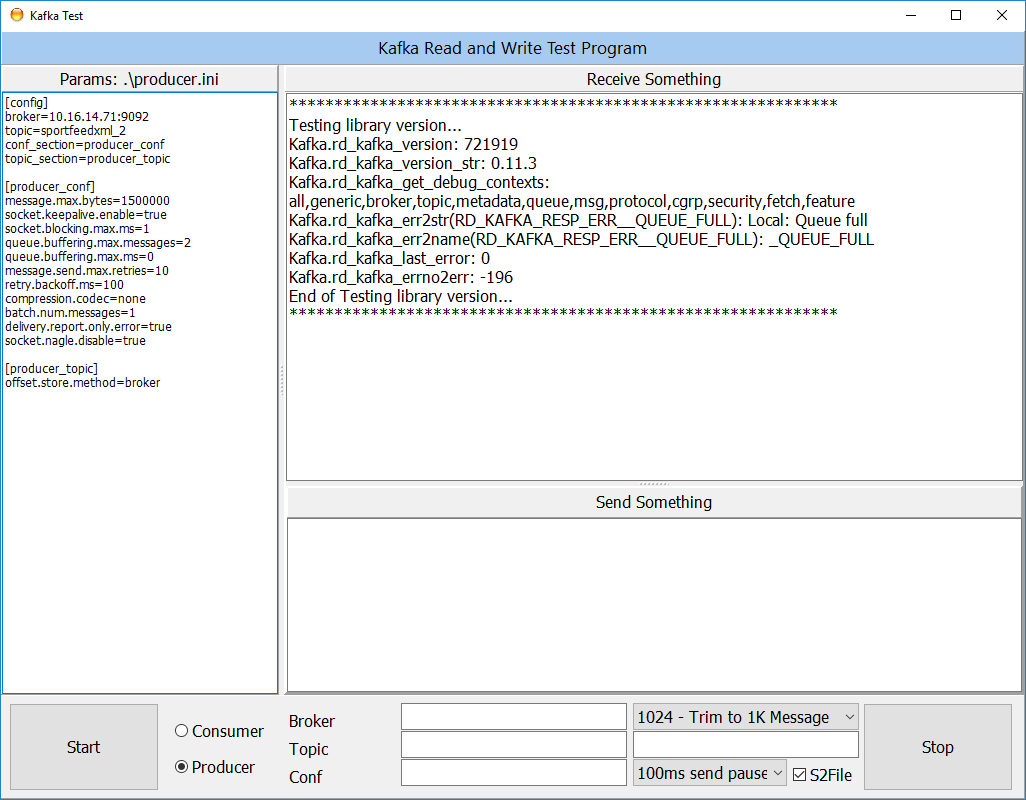 Kafka Test
Kafka Read and Write Test Program
Params: .\producer.ini
[config]
broker=10.16.14.71:9092
topic=sportfeedxml_2
conf_section=producer_conf
topic_section=producer_topic
[producer_conf]
message.max.bytes=1500000
socket.keepalive.enable=true
socket.blocking.max.ms=1
queue.buffering.max.messages=2
queue.buffering.max.ms=0
message.send.max.retries=10
retry.backoff.ms=100
compression.codec=none
batch.num.messages=1
delivery.report.only.error=true
socket.nagle.disable=true
[producer_topic]
offset.store.method=broker
Receive Something
*************************************************************
Testing library version...
Kafka.rd_kafka_version: 721919
Kafka.rd_kafka_version_str: 0.11.3
Kafka.rd_kafka_get_debug_contexts:
all,generic,broker,topic,metadata,queue,msg,protocol,cgrp,security,fetch,feature
Kafka.rd_kafka_err2str(RD_KAFKA_RESP_ERR__QUEUE_FULL): Local: Queue full
Kafka.rd_kafka_err2name(RD_KAFKA_RESP_ERR__QUEUE_FULL): _QUEUE_FULL
Kafka.rd_kafka_last_error: 0
Kafka.rd_kafka_errno2err: -196
End of Testing library version...
*************************************************************
Send Something
Start
Consumer
Producer
Broker
Topic
Conf
1024 - Trim to 1K Message
100ms send pause
S2File
Stop